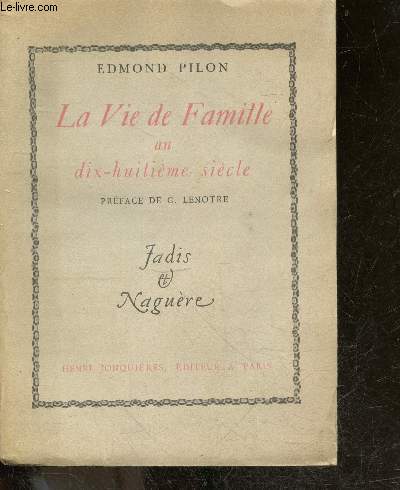 Le-livre.com
EDMOND PILON
La Vie de Famille
au
dix-huitième siècle
PRÉFACE DE G. LENOTRE
Jadis
et
Naguère
HENRI JONQUIÈRES, ÉDITEUR A PARIS